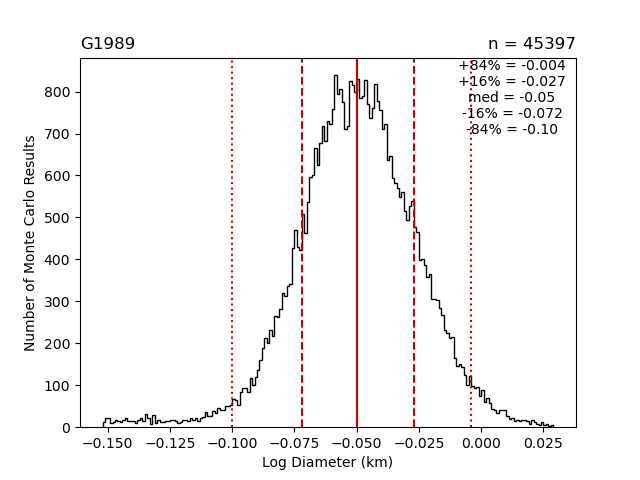 G1989
n = 45397
+84% = -0.004
+16% = -0.027
med = -0.05
-16% = -0.072
-84% = -0.10
Number of Monte Carlo Results
800
700
600
500
400
300
200
100
0
−0.150 −0.125 −0.100 −0.075 −0.050 −0.025 0.000 0.025
Log Diameter (km)